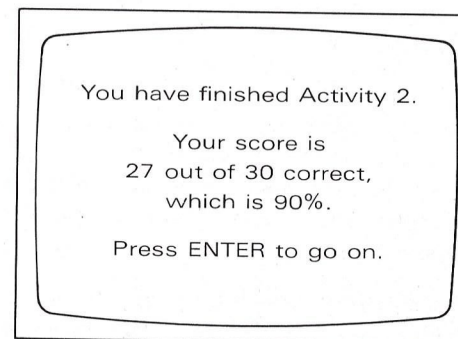 You have finished Activity 2.
Your score is
27 out of 30 correct,
which is 90%.
Press ENTER to go on.